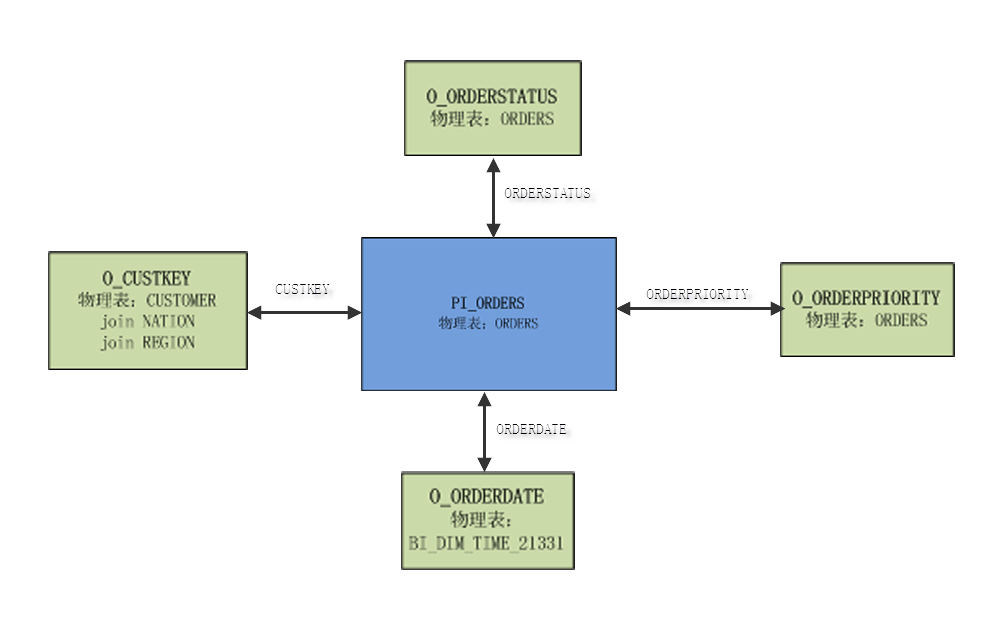 O_ORDERSTATUS
物理表：ORDERS
ORDERSTATUS
O_CUSTKEY
物理表：CUSTOMER
join NATION
join REGION
CUSTKEY
PI_ORDERS
物理表：ORDERS
ORDERPRIORITY
O_ORDERPRIORITY
物理表：ORDERS
ORDERDATE
O_ORDERDATE
物理表：
BI_DIM_TIME_21331